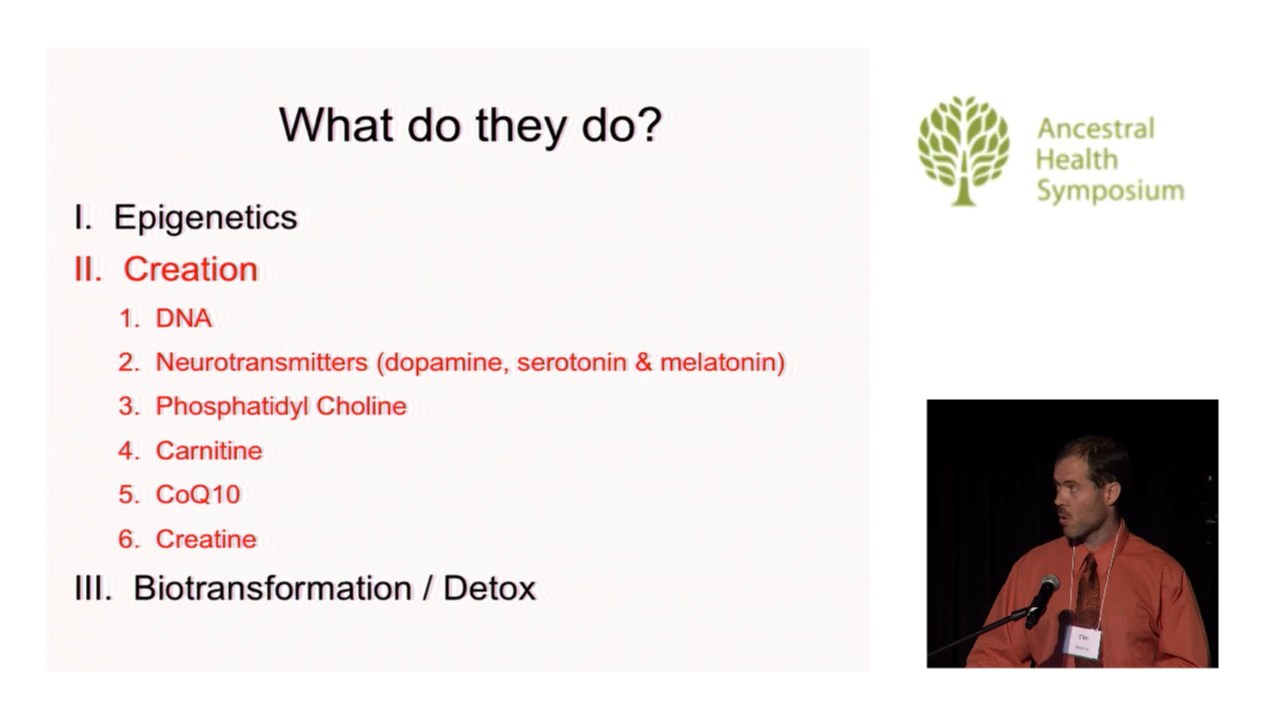 What do they do?
I. Epigenetics
II. Creation
1. DNA
2. Neurotransmitters (dopamine, serotonin & melatonin)
3. Phosphatidyl Choline
4. Carnitine
5. CoQ10
6. Creatine
III. Biotransformation / Detox
Ancestral
Health
Symposium
Tim